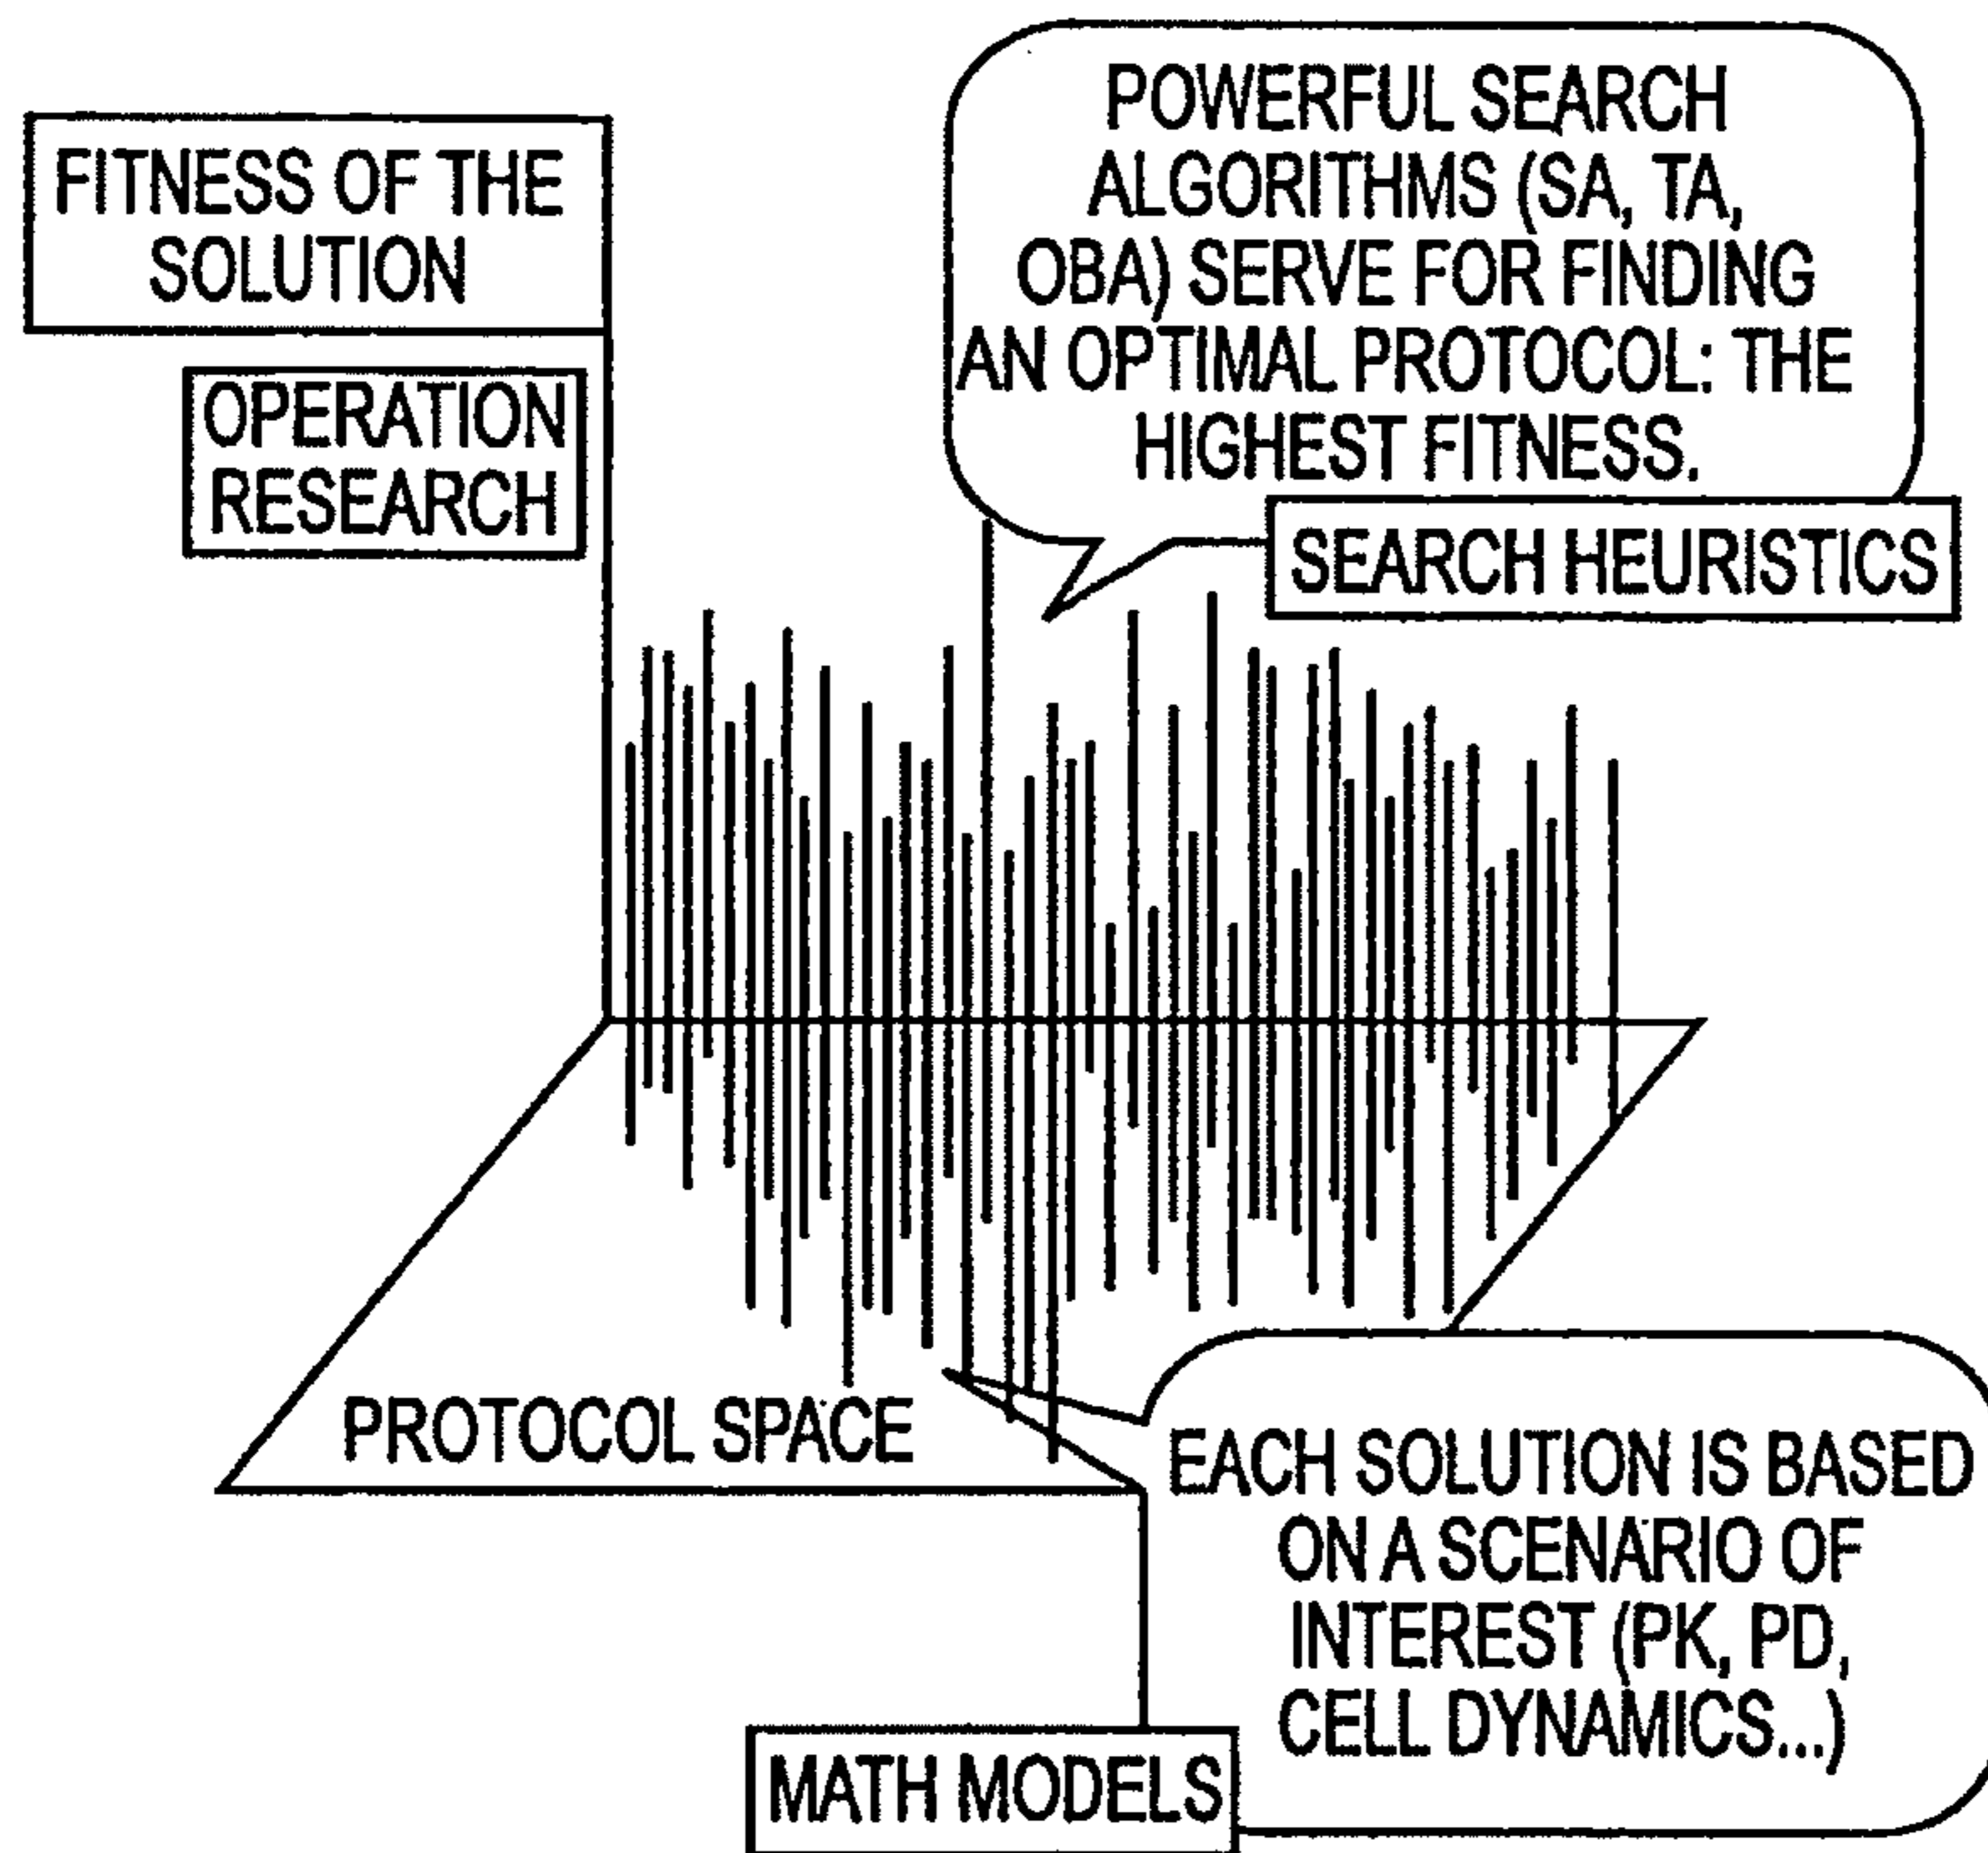 FITNESS OF THE
SOLUTION
OPERATION
RESEARCH
POWERFUL SEARCH
ALGORITHMS (SA, TA,
OBA) SERVE FOR FINDING
AN OPTIMAL PROTOCOL: THE
HIGHEST FITNESS.
SEARCH HEURISTICS
PROTOCOL SPACE
EACH SOLUTION IS BASED
ON A SCENARIO OF
INTEREST (PK, PD,
CELL DYNAMICS...)
MATH MODELS